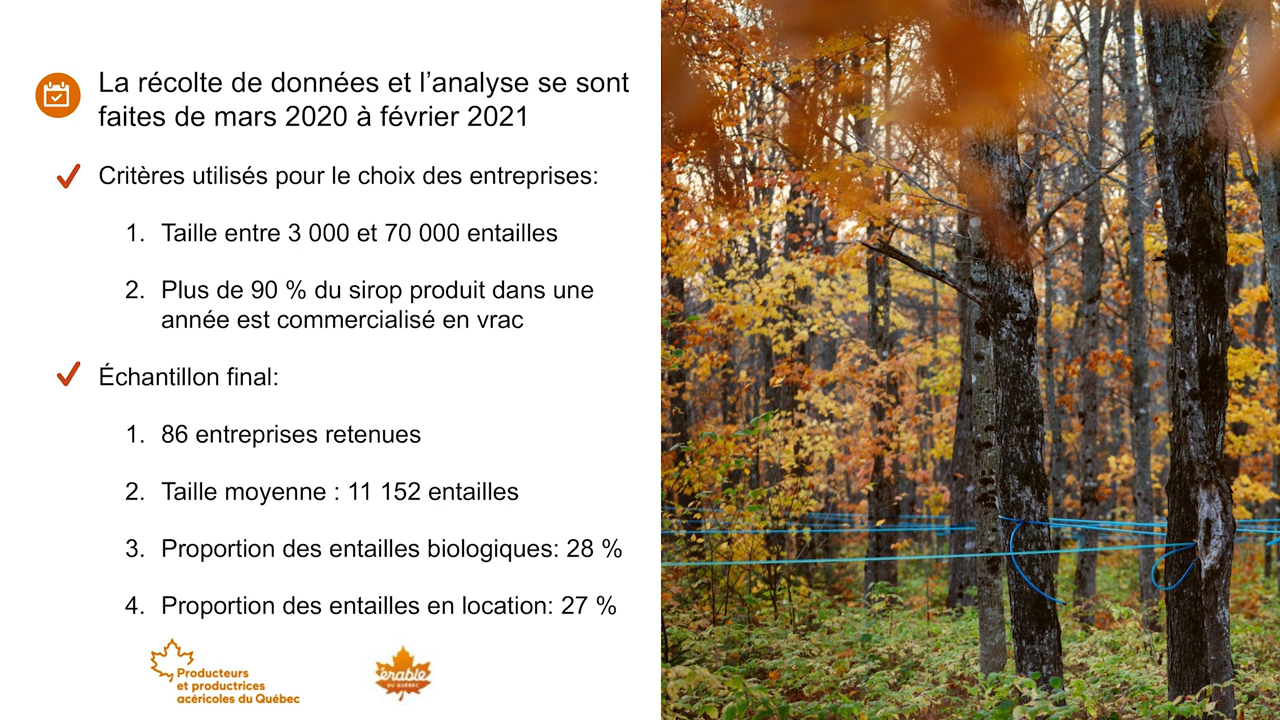 La récolte de données et l’analyse se sont
faites de mars 2020 à février 2021
Critères utilisés pour le choix des entreprises:
1. Taille entre 3 000 et 70 000 entailles
2. Plus de 90 % du sirop produit dans une
année est commercialisé en vrac
Échantillon final:
1. 86 entreprises retenues
2. Taille moyenne : 11 152 entailles
3. Proportion des entailles biologiques: 28 %
4. Proportion des entailles en location: 27 %
Producteurs
et productrices
acéricoles du Québec
érable
DU QUÉBEC